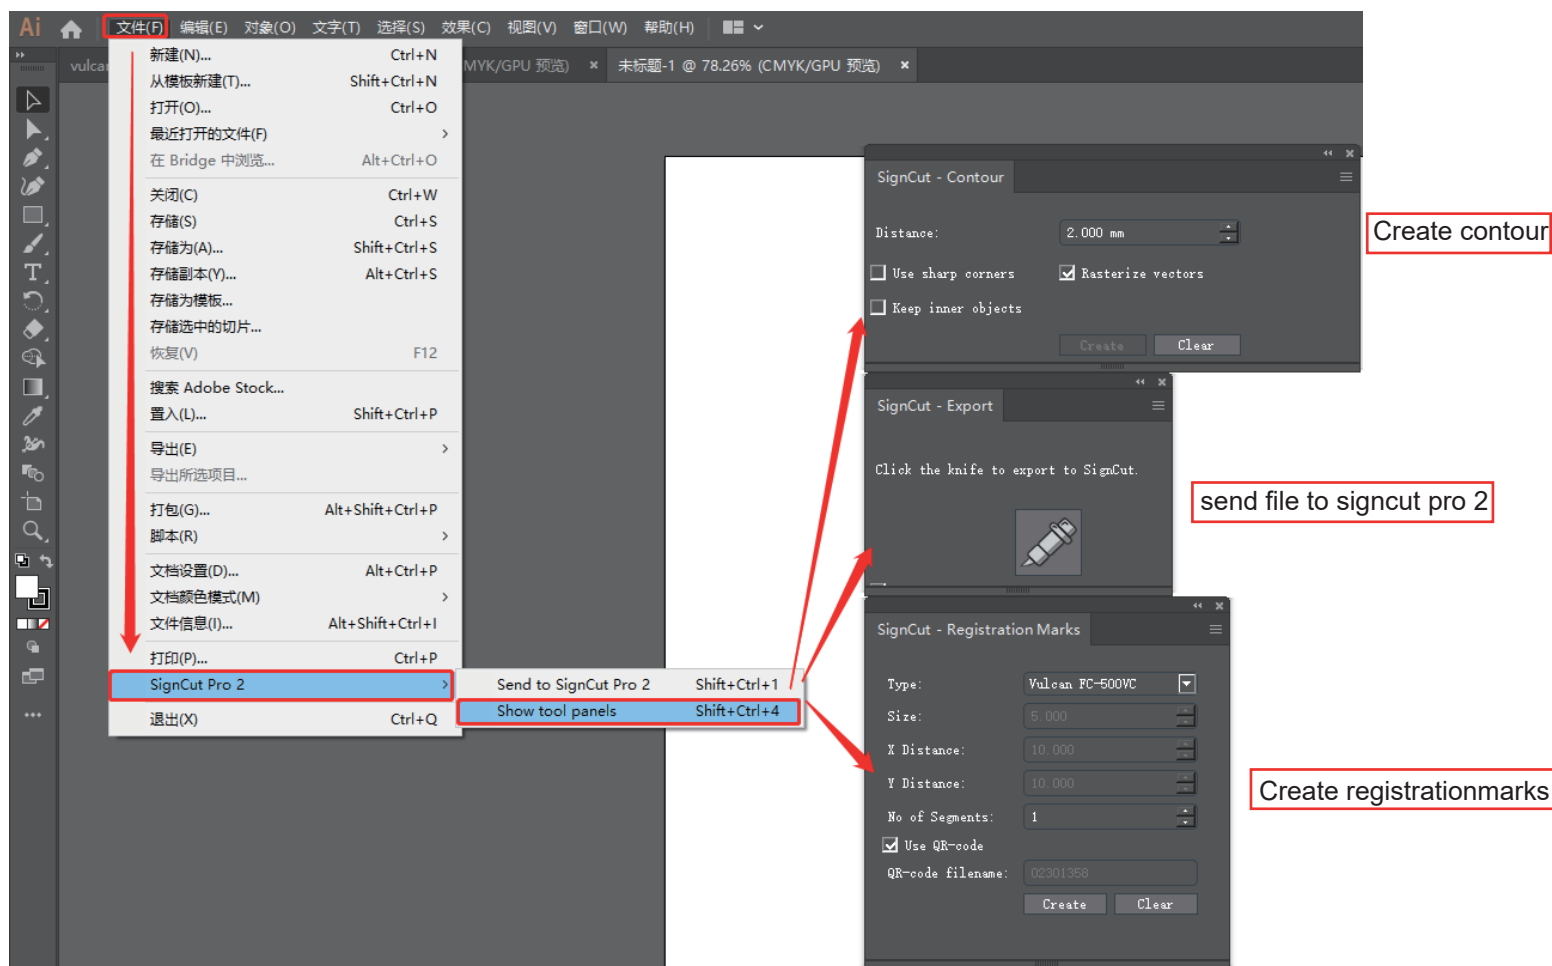 Ai 文件(F) 编辑(E) 对象(O) 文字(T) 选择(S) 效果(C) 视图(V) 窗口(W) 帮助(H)
vulca
MYK/GPU 预览) × 未标题-1 @ 78.26% (CMYK/GPU 预览) ×
新建(N)... Ctrl+N
从模板新建(T)... Shift+Ctrl+N
打开(O)... Ctrl+O
最近打开的文件(F) >
在 Bridge 中浏览... Alt+Ctrl+O
关闭(C) Ctrl+W
存储(S) Ctrl+S
存储为(A)... Shift+Ctrl+S
存储副本(Y)... Alt+Ctrl+S
存储为模板...
存储选中的切片...
恢复(V) F12
搜索 Adobe Stock...
置入(L)... Shift+Ctrl+P
导出(E) >
导出所选项目...
打包(G)... Alt+Shift+Ctrl+P
脚本(R) >
文档设置(D)... Alt+Ctrl+P
文档颜色模式(M) >
文件信息(I)... Alt+Shift+Ctrl+I
打印(P)... Ctrl+P
SignCut Pro 2 >
退出(X) Ctrl+Q
Send to SignCut Pro 2 Shift+Ctrl+1
Show tool panels Shift+Ctrl+4
SignCut - Contour
Distance: 2.000 mm
Use sharp corners Rasterize vectors
Keep inner objects
Create Clear
Create contour
SignCut - Export
Click the knife to export to SignCut.
send file to signcut pro 2
SignCut - Registration Marks
Type: Vulcan FC-500VC
Size: 5.000
X Distance: 10.000
Y Distance: 10.000
No of Segments: 1
Use QR-code
QR-code filename: 02301358
Create Clear
Create registrationmarks